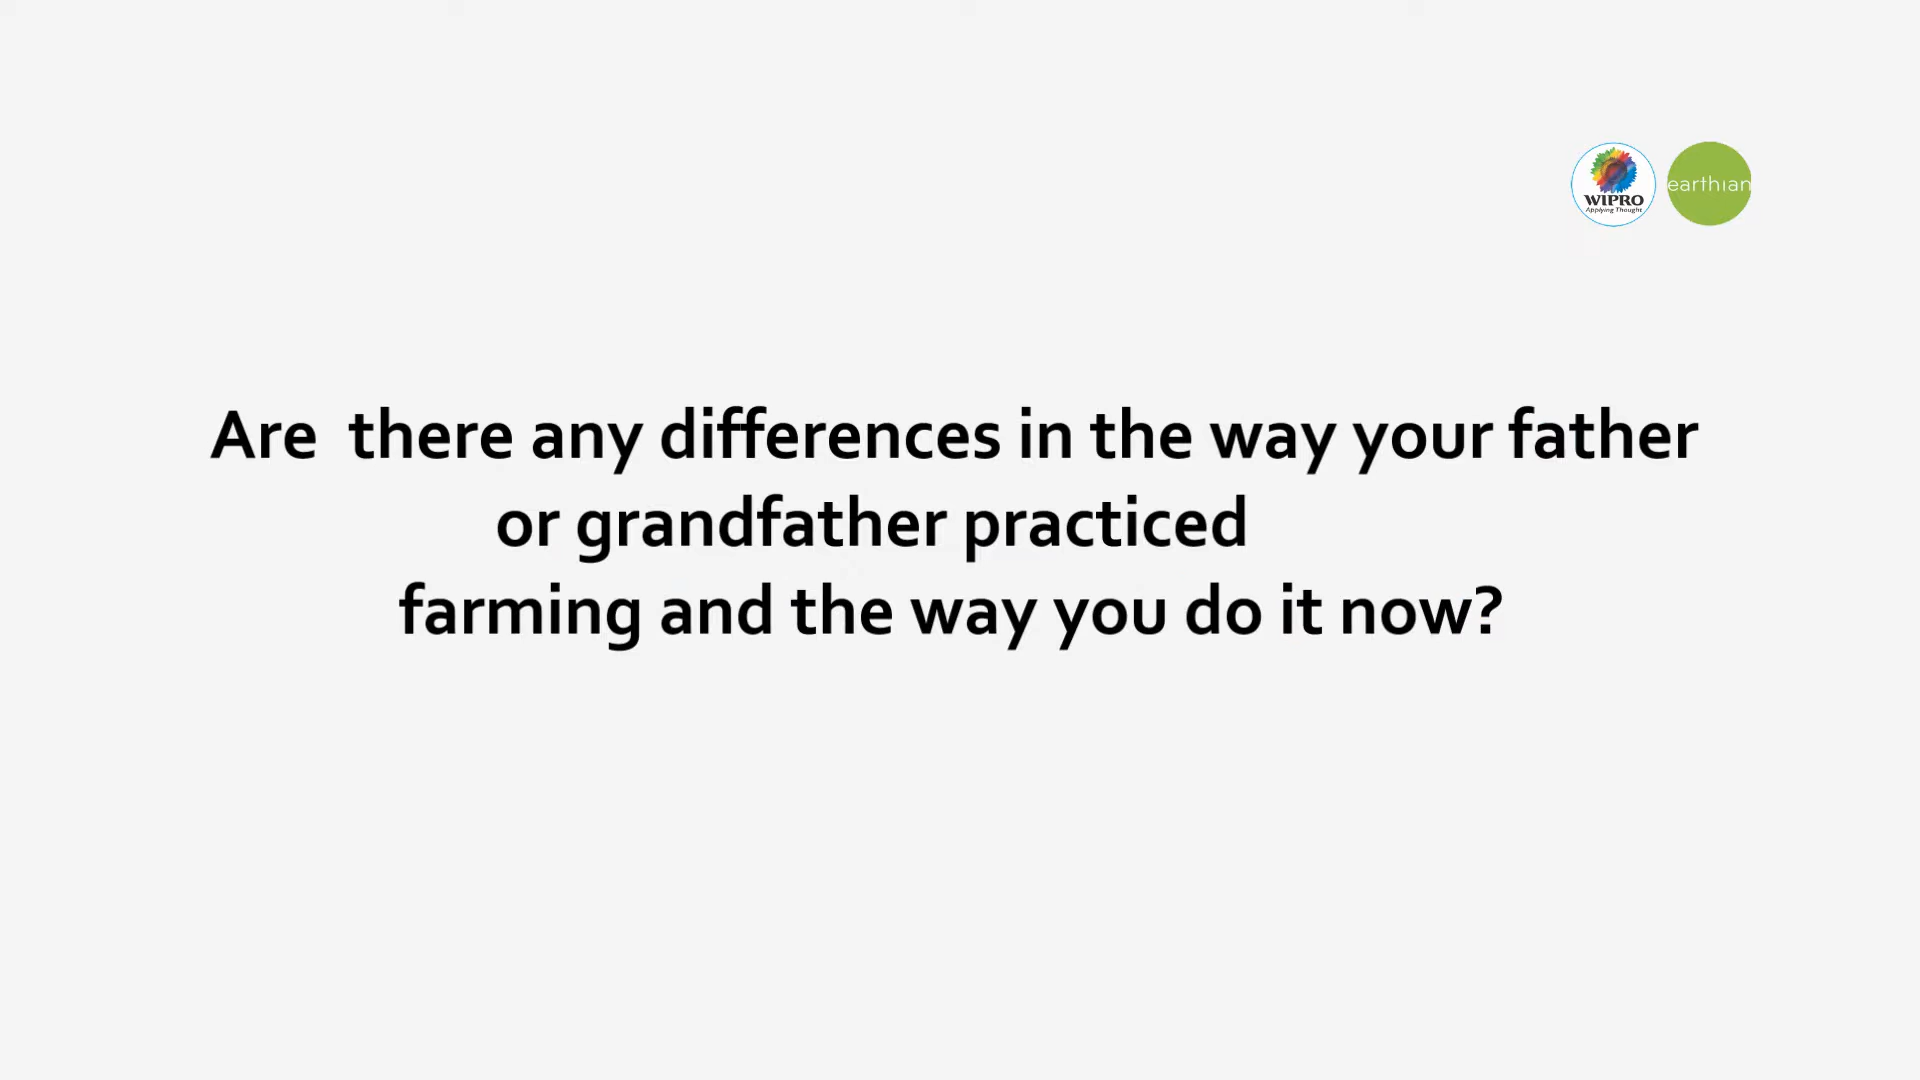 WIPRO
Applying Thought
earthian
Are there any differences in the way your father
or grandfather practiced
farming and the way you do it now?